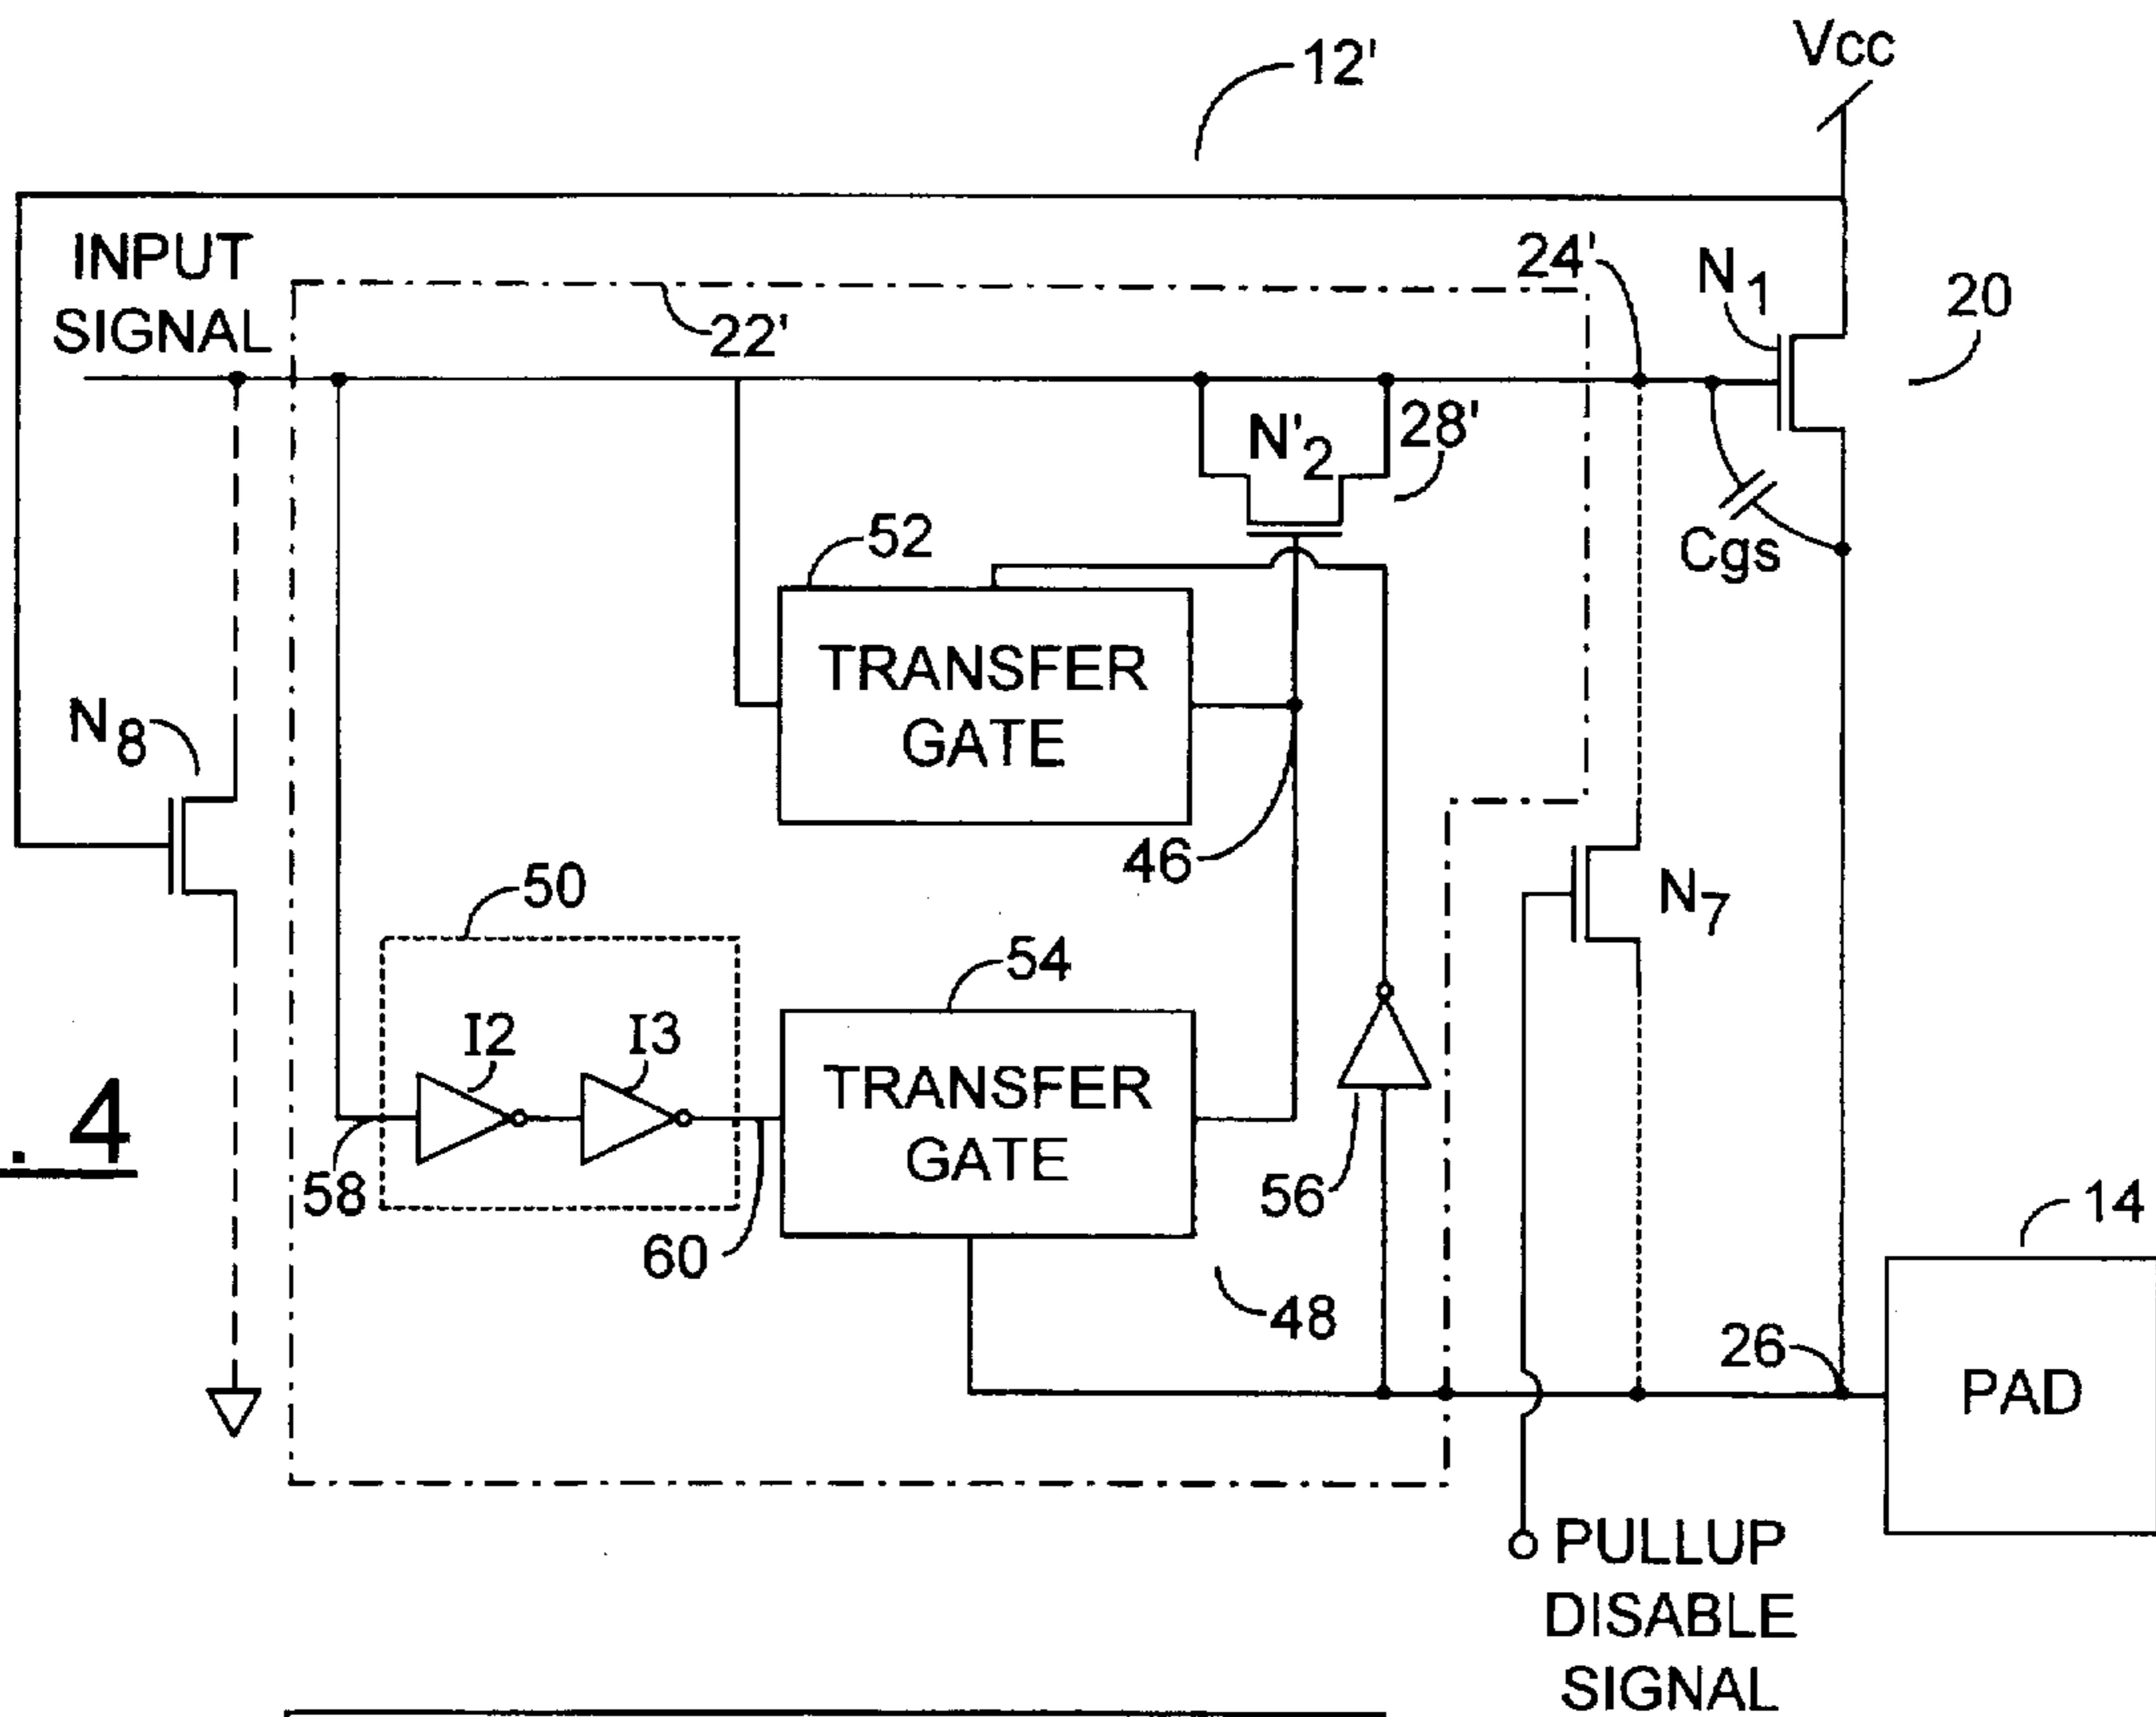 12'
Vcc
INPUT
SIGNAL
22'
24'
N1
20
N'2
28'
Cgs
52
TRANSFER
GATE
N8
46
50
N7
54
I2
I3
TRANSFER
GATE
. 4
58
56
60
48
14
26
PAD
PULLUP
DISABLE
SIGNAL